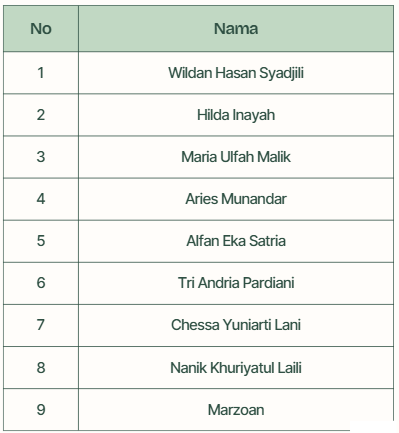 No Nama
1 Wildan Hasan Syadjili
2 Hilda Inayah
3 Maria Ulfah Malik
4 Aries Munandar
5 Alfan Eka Satria
6 Tri Andria Pardiani
7 Chessa Yuniarti Lani
8 Nanik Khuriyatul Laili
9 Marzoan